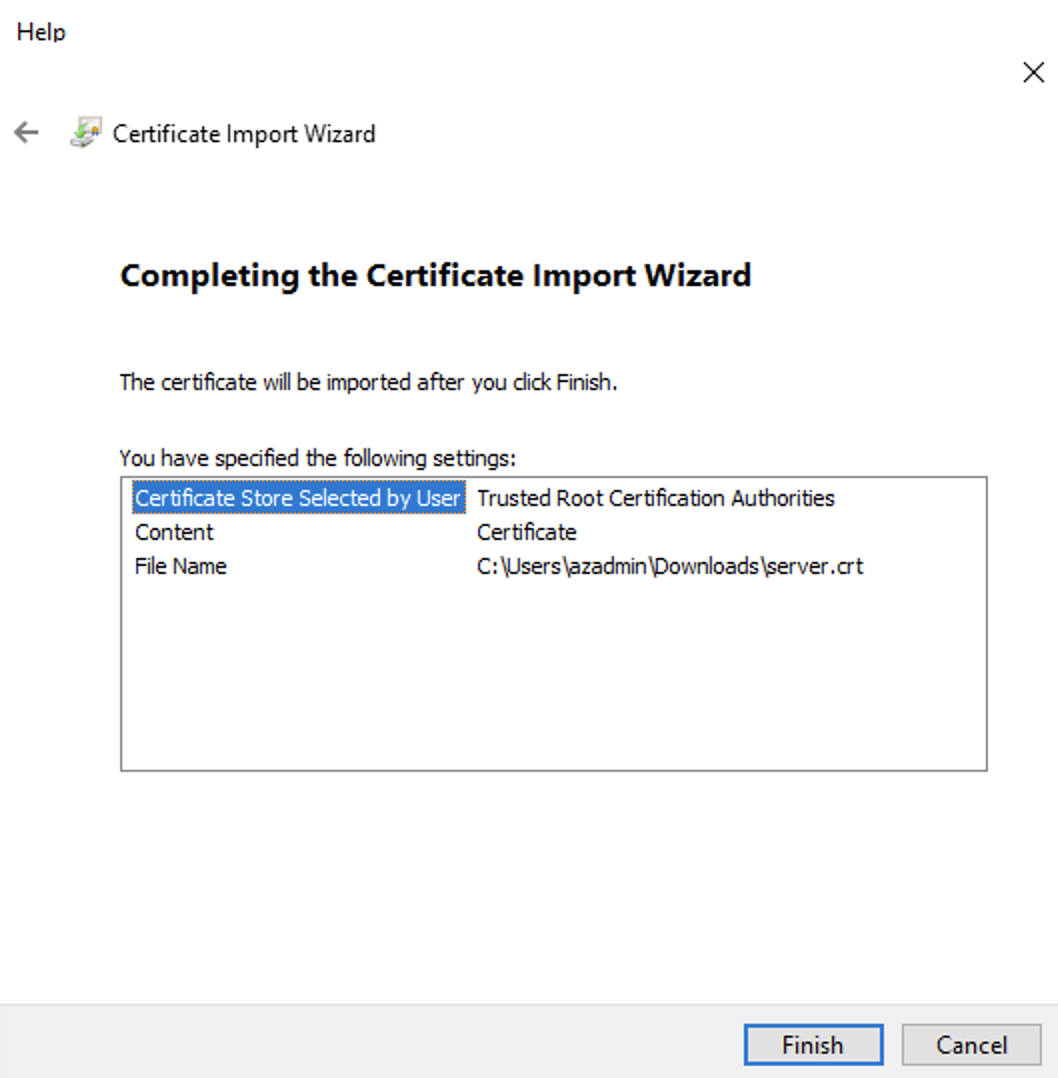 Help
Certificate Import Wizard
Completing the Certificate Import Wizard
The certificate will be imported after you click Finish.
You have specified the following settings:
Certificate Store Selected by User Trusted Root Certification Authorities
Content Certificate
File Name C:\Users\azadmin\Downloads\server.crt
Finish Cancel